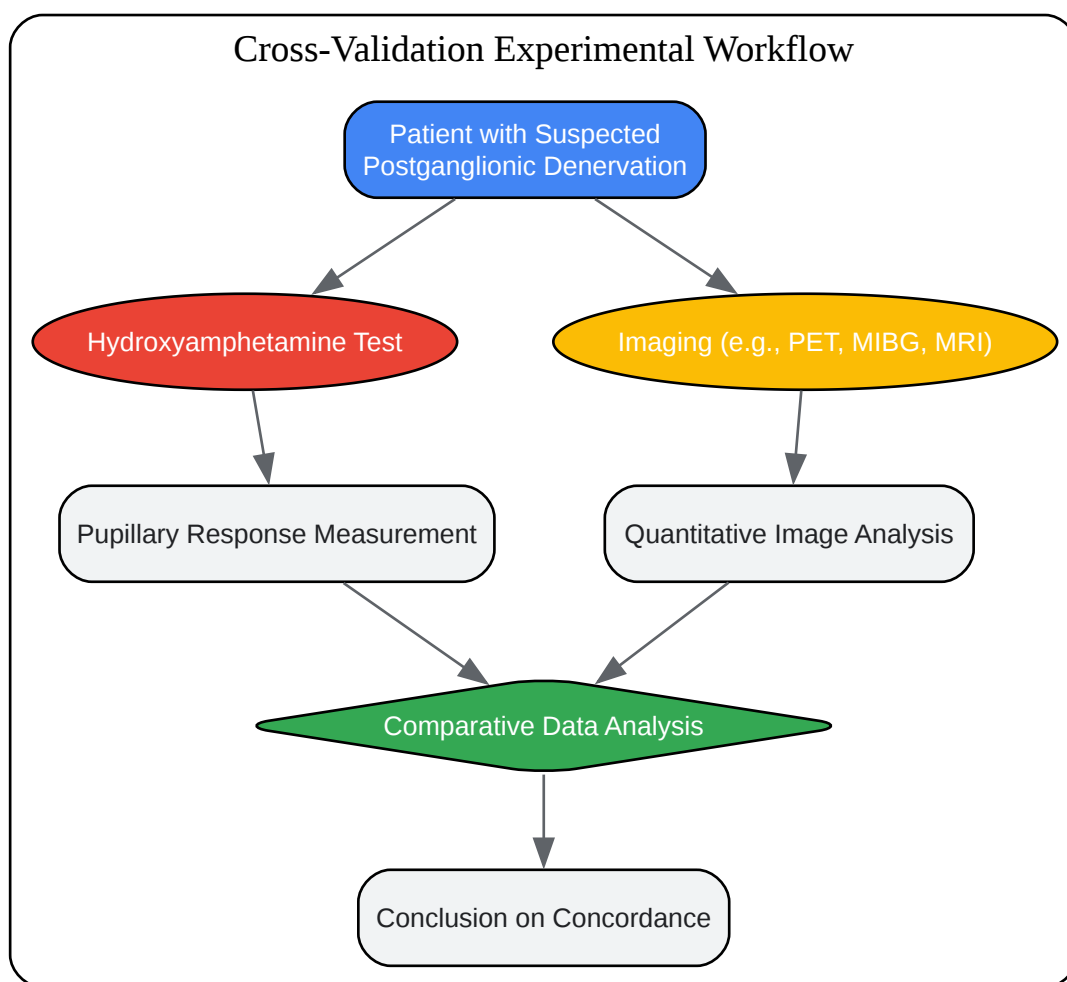 Cross-Validation Experimental Workflow
Patient with Suspected
Postganglionic Denervation
Hydroxyamphetamine Test
Imaging (e.g., PET, MIBG, MRI)
Pupillary Response Measurement
Quantitative Image Analysis
Comparative Data Analysis
Conclusion on Concordance